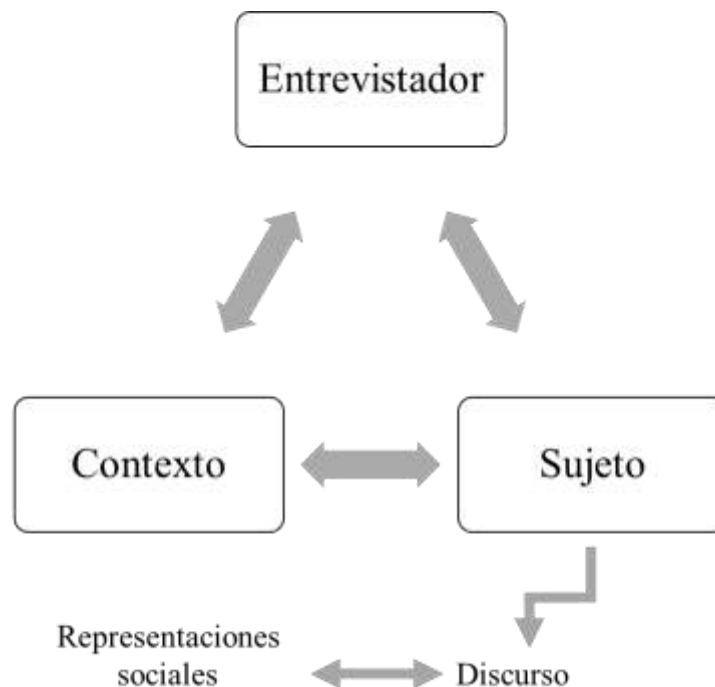 Entrevistador
Contexto
Sujeto
Representaciones
sociales
Discurso